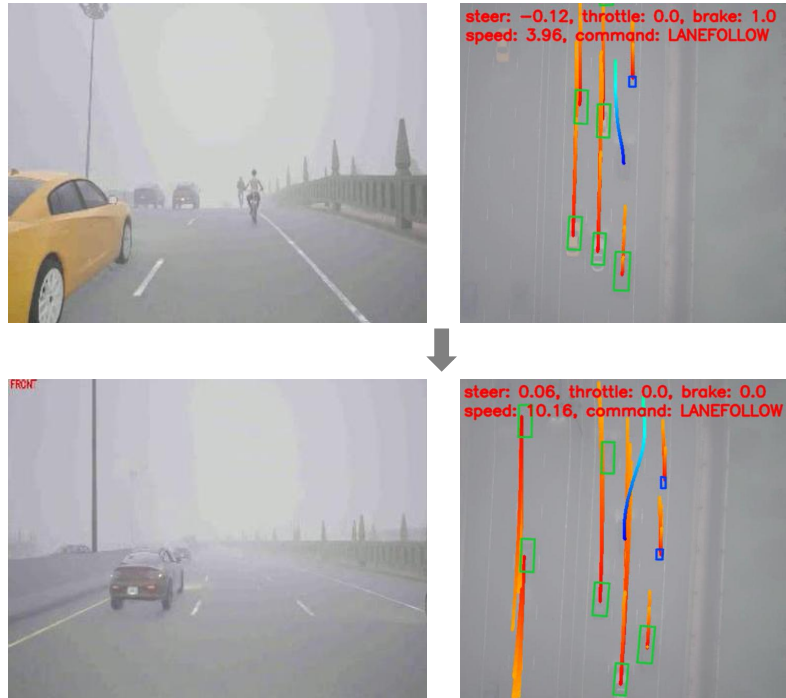 steer: −0.12, throttle: 0.0, brake: 1.0
speed: 3.96, command: LANEFOLLOW
FRONT
steer: 0.06, throttle: 0.0, brake: 0.0
speed: 10.16, command: LANEFOLLOW